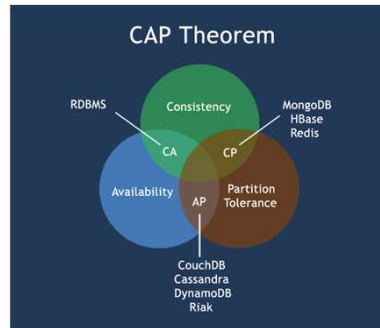 CAP Theorem
RDBMS
Consistency
MongoDB
HBase
Redis
CA
CP
Availability
Partition
Tolerance
AP
CouchDB
Cassandra
DynamoDB
Riak